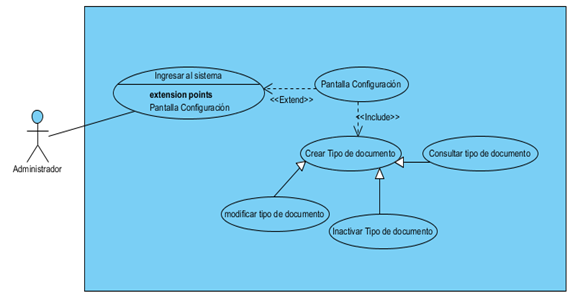 Ingresar al sistema
extension points
Pantalla Configuración
Pantalla Configuración
<<Extend>>
<<Include>>
Administrador
Crear Tipo de documento
Consultar tipo de documento
modificar tipo de documento
Inactivar Tipo de documento